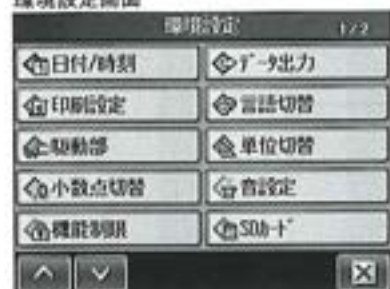 環境設定画面
環境設定 1/2
日付/時刻 ﾃﾞｰﾀ出力
印刷設定 言語切替
駆動部 単位切替
小数点切替 音設定
機能制限 SDｶｰﾄﾞ